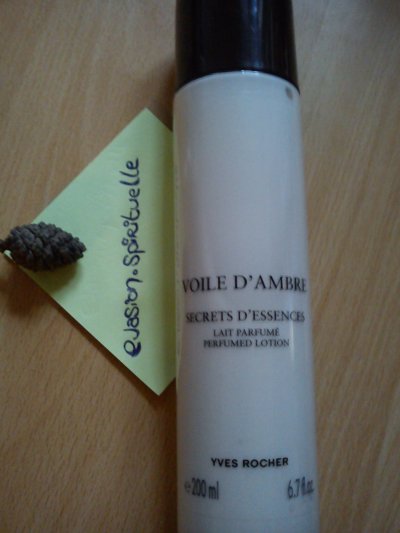 evasion.spirituelle
VOILE D'AMBRE
SECRETS D'ESSENCES
LAIT PARFUMÉ
PERFUMED LOTION
YVES ROCHER
e 200 ml 6.7 fl.oz.